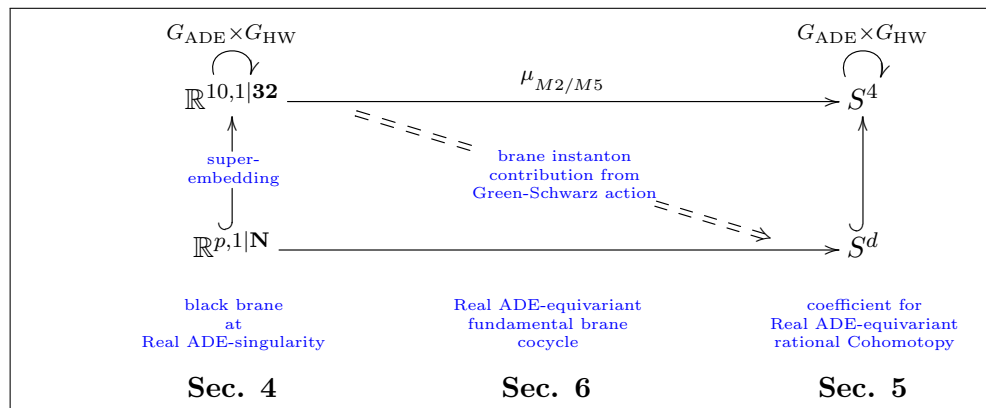 G_ADE×G_HW G_ADE×G_HW
ℝ^{10,1|32} μ_{M2/M5} S^4
super-
embedding
brane instanton
contribution from
Green-Schwarz action
ℝ^{p,1|N} S^d
black brane
at
Real ADE-singularity
Real ADE-equivariant
fundamental brane
cocycle
coefficient for
Real ADE-equivariant
rational Cohomotopy
Sec. 4 Sec. 6 Sec. 5